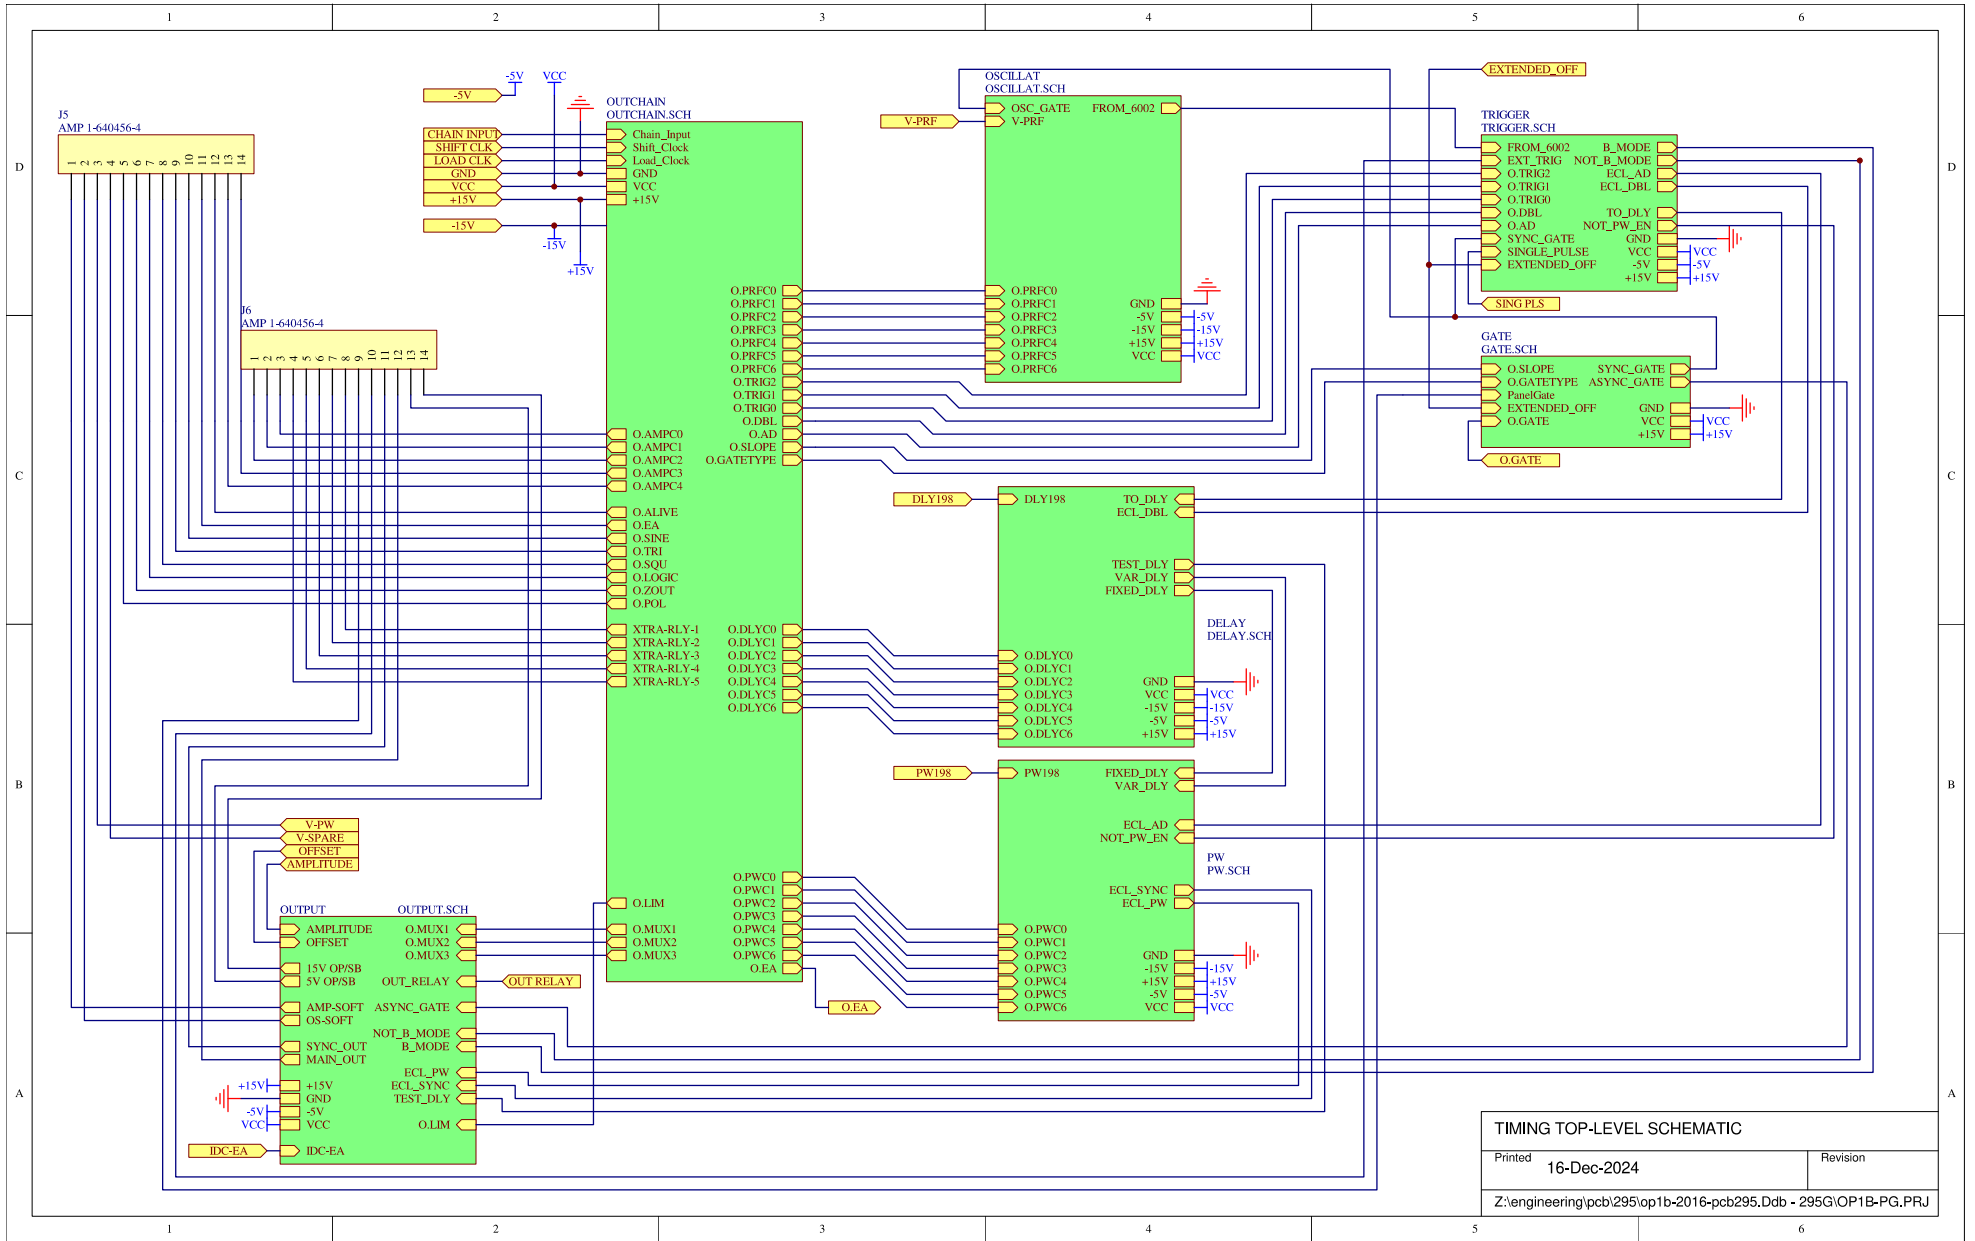 1 2 3 4 5 6
D
C
B
A
J5
AMP 1-640456-4
1 2 3 4 5 6 7 8 9 10 11 12 13 14
J6
AMP 1-640456-4
1 2 3 4 5 6 7 8 9 10 11 12 13 14
-5V
-5V VCC
CHAIN INPUT
SHIFT CLK
LOAD CLK
GND
VCC
+15V
-15V
-15V
+15V
OUTCHAIN
OUTCHAIN.SCH
Chain_Input
Shift_Clock
Load_Clock
GND
VCC
+15V
O.PRFC0
O.PRFC1
O.PRFC2
O.PRFC3
O.PRFC4
O.PRFC5
O.PRFC6
O.TRIG2
O.TRIG1
O.TRIG0
O.DBL
O.AD
O.SLOPE
O.GATETYPE
O.AMPC0
O.AMPC1
O.AMPC2
O.AMPC3
O.AMPC4
O.ALIVE
O.EA
O.SINE
O.TRI
O.SQU
O.LOGIC
O.ZOUT
O.POL
XTRA-RLY-1
XTRA-RLY-2
XTRA-RLY-3
XTRA-RLY-4
XTRA-RLY-5
O.DLYC0
O.DLYC1
O.DLYC2
O.DLYC3
O.DLYC4
O.DLYC5
O.DLYC6
O.PWC0
O.PWC1
O.PWC2
O.PWC3
O.PWC4
O.PWC5
O.PWC6
O.EA
O.LIM
O.MUX1
O.MUX2
O.MUX3
O.EA
OSCILLAT
OSCILLAT.SCH
V-PRF
OSC_GATE FROM_6002
V-PRF
O.PRFC0
O.PRFC1
O.PRFC2
O.PRFC3
O.PRFC4
O.PRFC5
O.PRFC6
GND
-5V -5V
-15V -15V
+15V +15V
VCC VCC
EXTENDED_OFF
TRIGGER
TRIGGER.SCH
FROM_6002 B_MODE
EXT_TRIG NOT_B_MODE
O.TRIG2 ECL_AD
O.TRIG1 ECL_DBL
O.TRIG0
O.DBL TO_DLY
O.AD NOT_PW_EN
SYNC_GATE GND
SINGLE_PULSE VCC VCC
EXTENDED_OFF -5V -5V
+15V +15V
SING PLS
GATE
GATE.SCH
O.SLOPE SYNC_GATE
O.GATETYPE ASYNC_GATE
PanelGate
EXTENDED_OFF GND
O.GATE VCC VCC
+15V +15V
O.GATE
DLY198
DLY198 TO_DLY
ECL_DBL
TEST_DLY
VAR_DLY
FIXED_DLY
DELAY
DELAY.SCH
O.DLYC0
O.DLYC1
O.DLYC2 GND
O.DLYC3 VCC VCC
O.DLYC4 -15V -15V
O.DLYC5 -5V -5V
O.DLYC6 +15V +15V
PW198
PW198 FIXED_DLY
VAR_DLY
ECL_AD
NOT_PW_EN
PW
PW.SCH
ECL_SYNC
ECL_PW
O.PWC0
O.PWC1
O.PWC2 GND
O.PWC3 -15V -15V
O.PWC4 +15V +15V
O.PWC5 -5V -5V
O.PWC6 VCC VCC
V-PW
V-SPARE
OFFSET
AMPLITUDE
OUTPUT OUTPUT.SCH
AMPLITUDE O.MUX1
OFFSET O.MUX2
O.MUX3
15V OP/SB
5V OP/SB OUT_RELAY
OUT RELAY
AMP-SOFT ASYNC_GATE
OS-SOFT
NOT_B_MODE
SYNC_OUT B_MODE
MAIN_OUT
ECL_PW
+15V +15V ECL_SYNC
GND TEST_DLY
-5V -5V
VCC VCC O.LIM
IDC-EA IDC-EA
TIMING TOP-LEVEL SCHEMATIC
Printed 16-Dec-2024 Revision
Z:\engineering\pcb\295\op1b-2016-pcb295.Ddb - 295G\OP1B-PG.PRJ
D
C
B
A
1 2 3 4 5 6